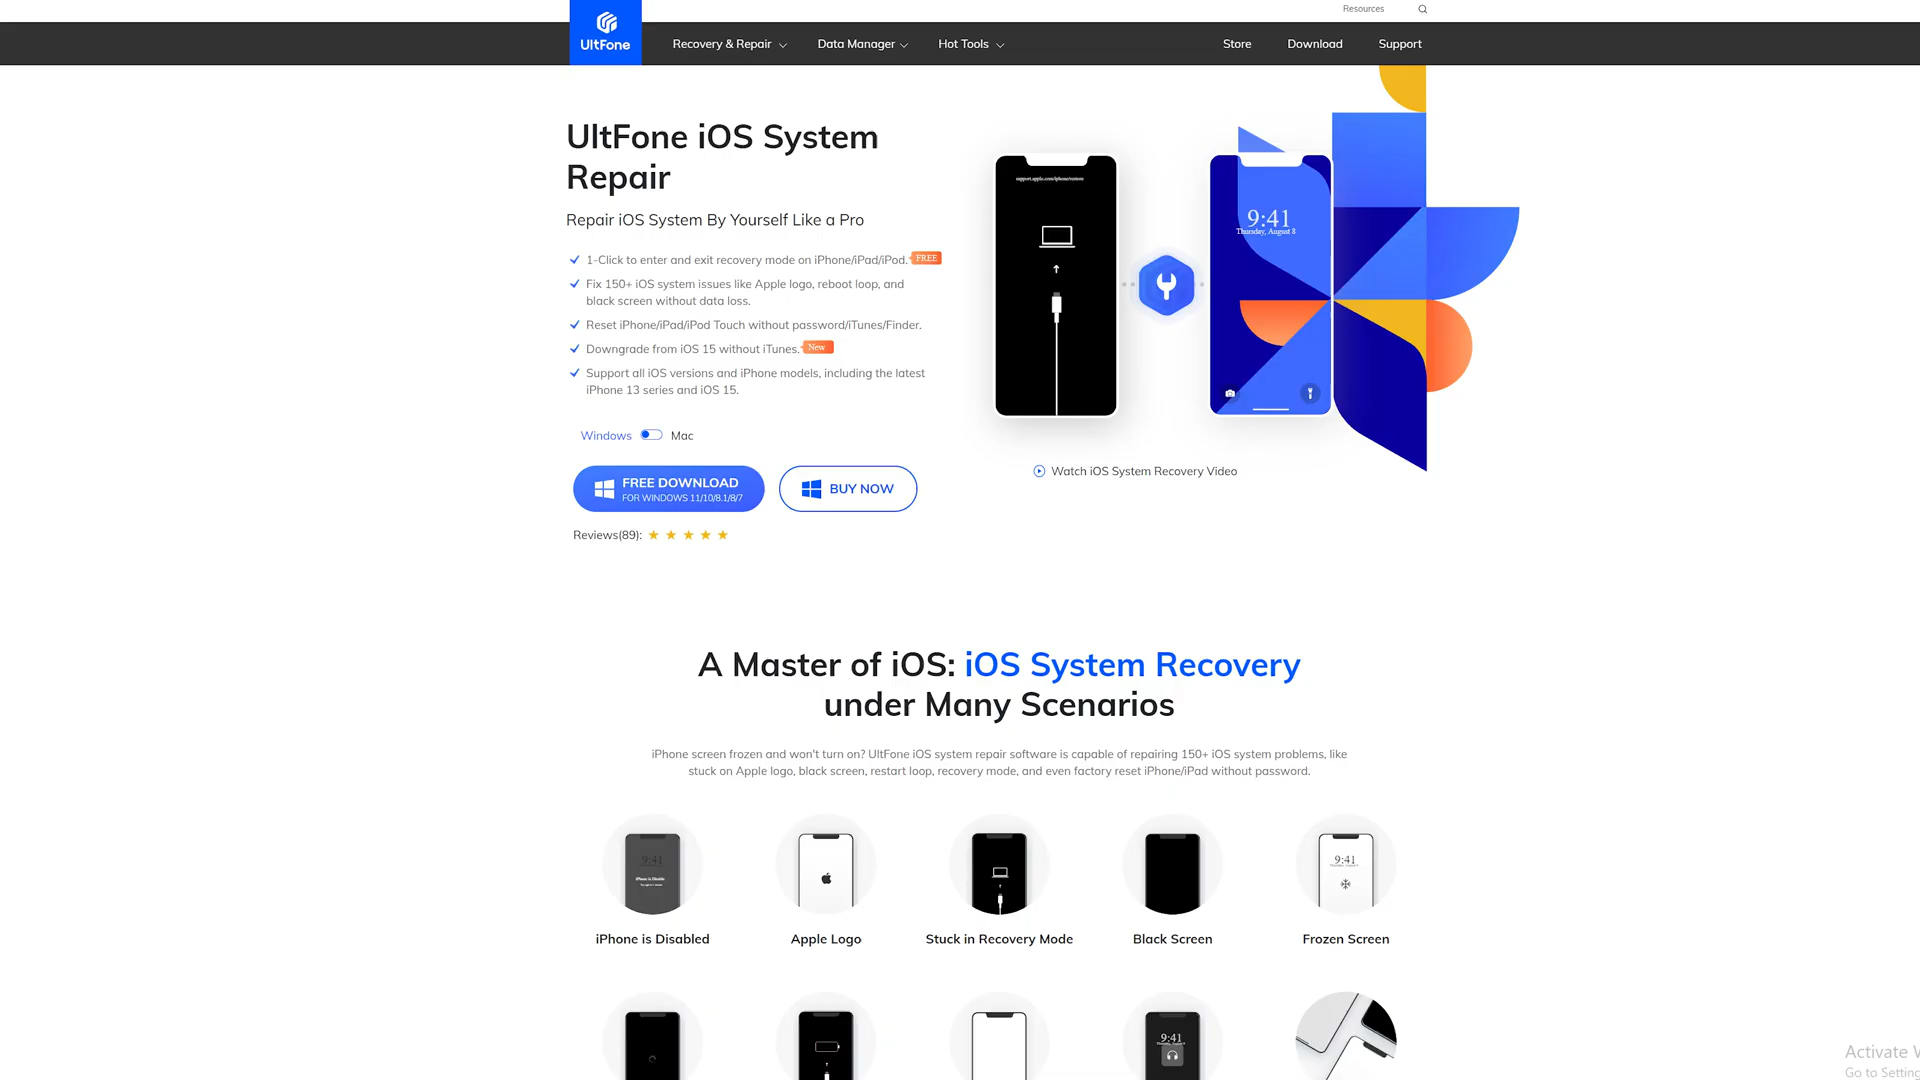 Resources
UltFone
Recovery & Repair
Data Manager
Hot Tools
Store
Download
Support
UltFone iOS System
Repair
Repair iOS System By Yourself Like a Pro
1-Click to enter and exit recovery mode on iPhone/iPad/iPod. FREE
Fix 150+ iOS system issues like Apple logo, reboot loop, and
black screen without data loss.
Reset iPhone/iPad/iPod Touch without password/iTunes/Finder.
Downgrade from iOS 15 without iTunes. New
Support all iOS versions and iPhone models, including the latest
iPhone 13 series and iOS 15.
Windows Mac
FREE DOWNLOAD
FOR WINDOWS 11/10/8.1/8/7
BUY NOW
Reviews(89):
support.apple.com/iphone/restore
9:41
Thursday, August 8
Watch iOS System Recovery Video
A Master of iOS: iOS System Recovery
under Many Scenarios
iPhone screen frozen and won't turn on? UltFone iOS system repair software is capable of repairing 150+ iOS system problems, like
stuck on Apple logo, black screen, restart loop, recovery mode, and even factory reset iPhone/iPad without password.
9:41
iPhone is Disable
9:41
iPhone is Disabled
Apple Logo
Stuck in Recovery Mode
Black Screen
Frozen Screen
9:41
Activate
Go to Setting